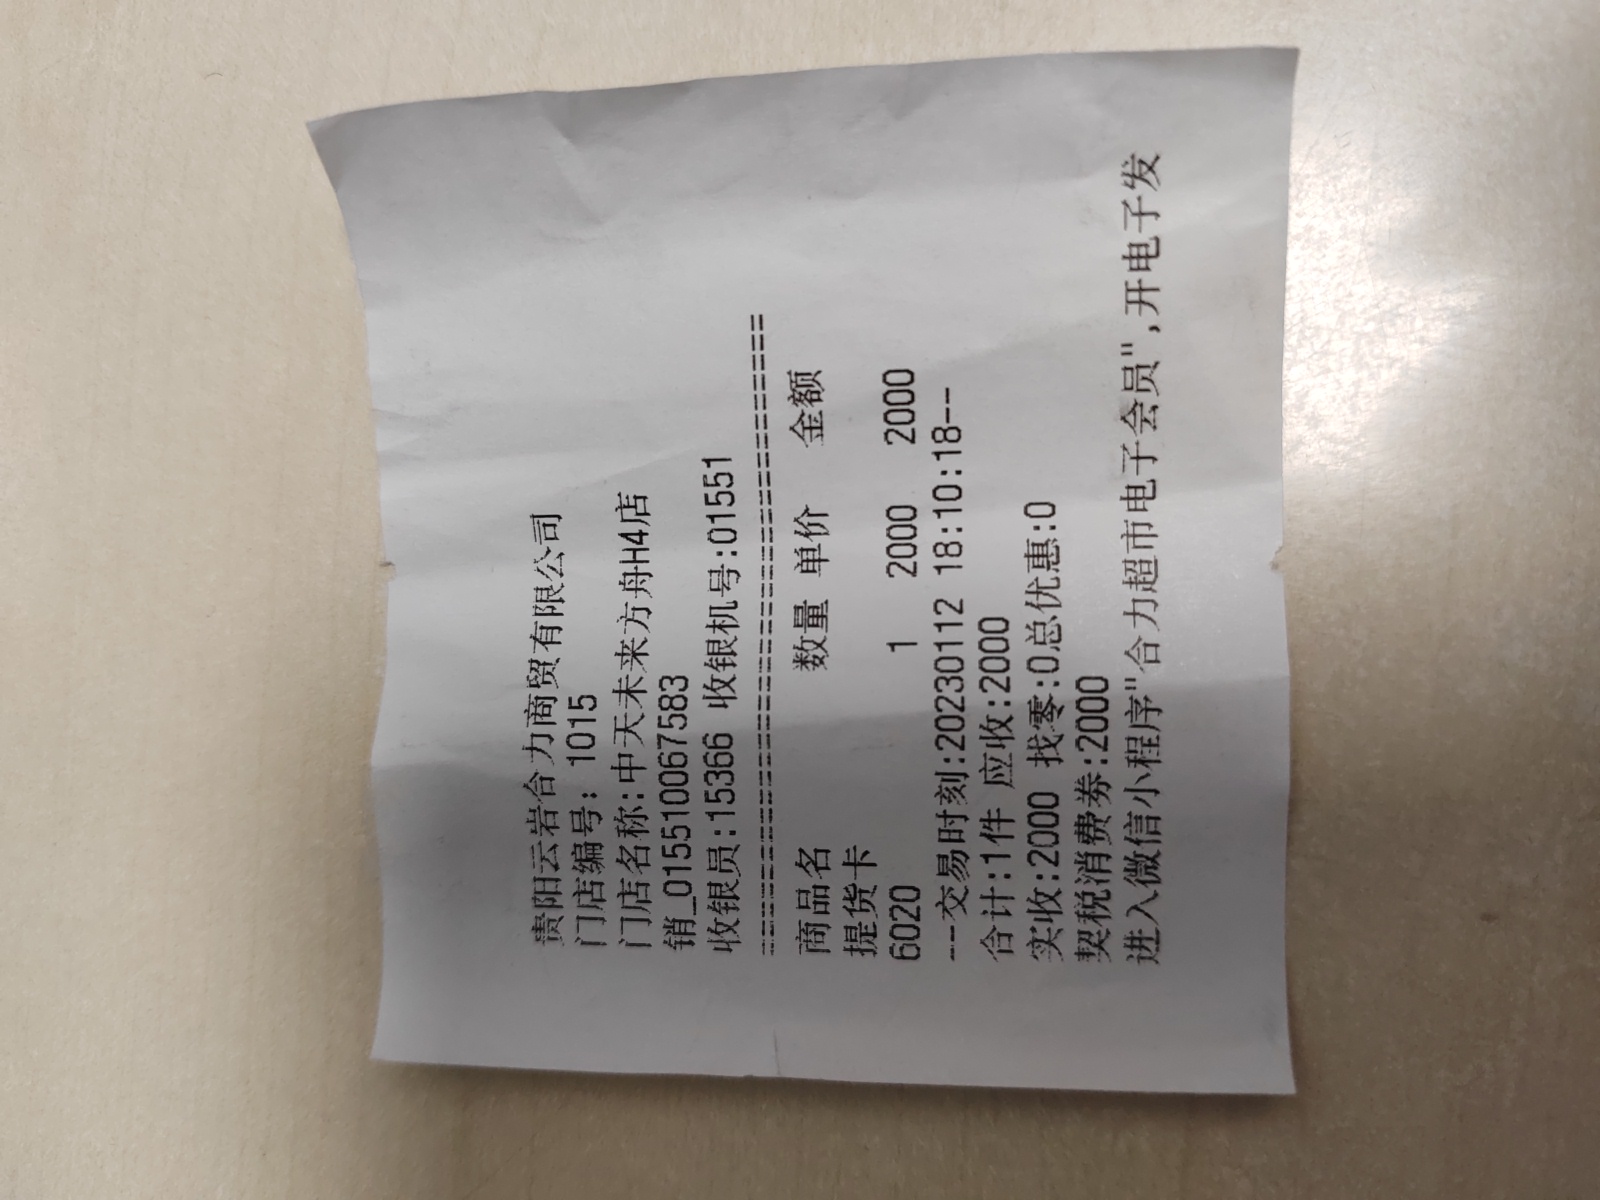 贵阳云岩合力商贸有限公司
门店编号: 1015
门店名称:中天未来方舟H4店
销_015510067583
收银员:15366 收银机号:01551
==========================================
商品名 数量 单价 金额
提货卡
6020 1 2000 2000
--交易时刻:20230112 18:10:18--
合计:1件 应收:2000
实收:2000 找零:0总优惠:0
契税消费券:2000
进入微信小程序"合力超市电子会员",开电子发